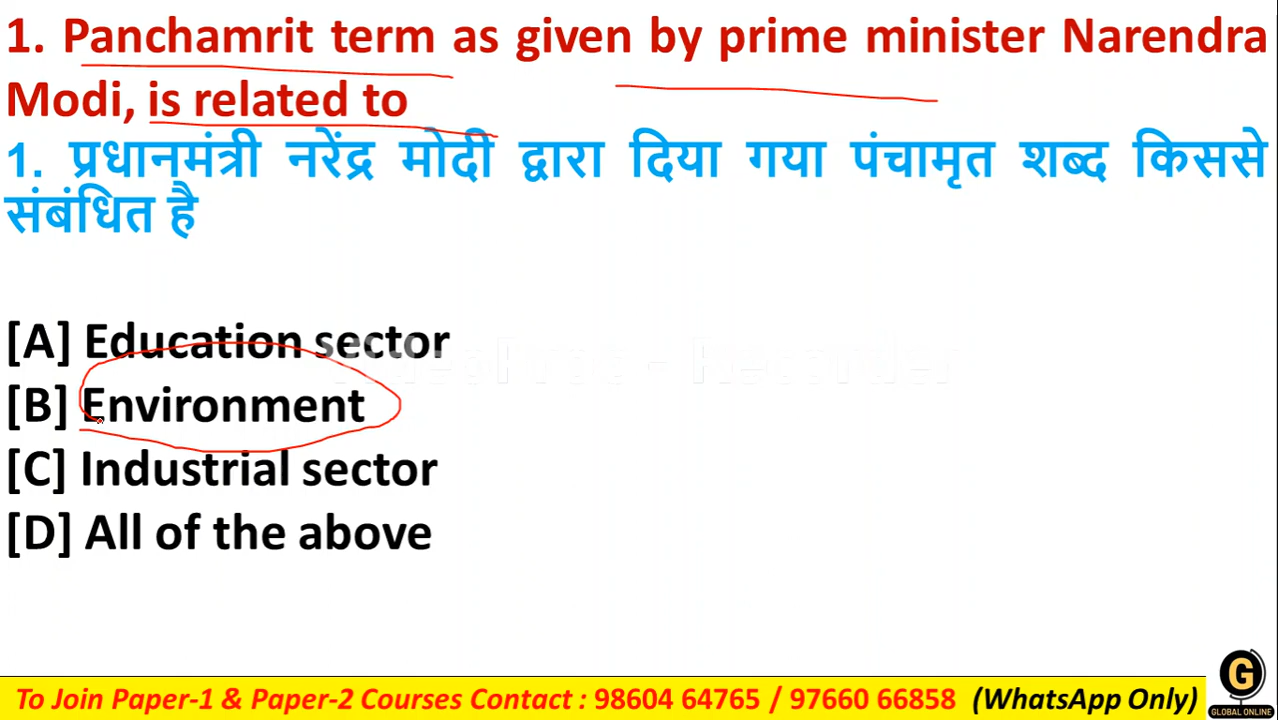 1. Panchamrit term as given by prime minister Narendra
Modi, is related to
1. प्रधानमंत्री नरेंद्र मोदी द्वारा दिया गया पंचामृत शब्द किससे
संबंधित है
[A] Education sector
VideoProc - Recorder
[B] Environment
[C] Industrial sector
[D] All of the above
To Join Paper-1 & Paper-2 Courses Contact : 98604 64765 / 97660 66858 (WhatsApp Only)
G
GLOBAL ONLINE